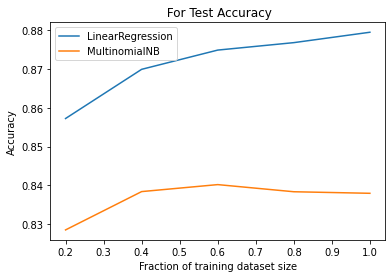 For Test Accuracy
LinearRegression
MultinomialNB
0.88
0.87
0.86
0.85
0.84
0.83
Accuracy
0.2 0.3 0.4 0.5 0.6 0.7 0.8 0.9 1.0
Fraction of training dataset size